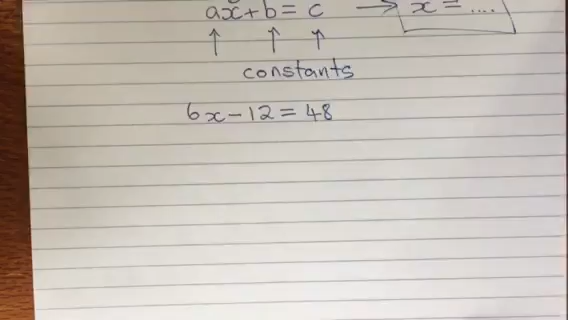 ax+b = c → x = ....
↑ ↑ ↑
constants
6x-12=48